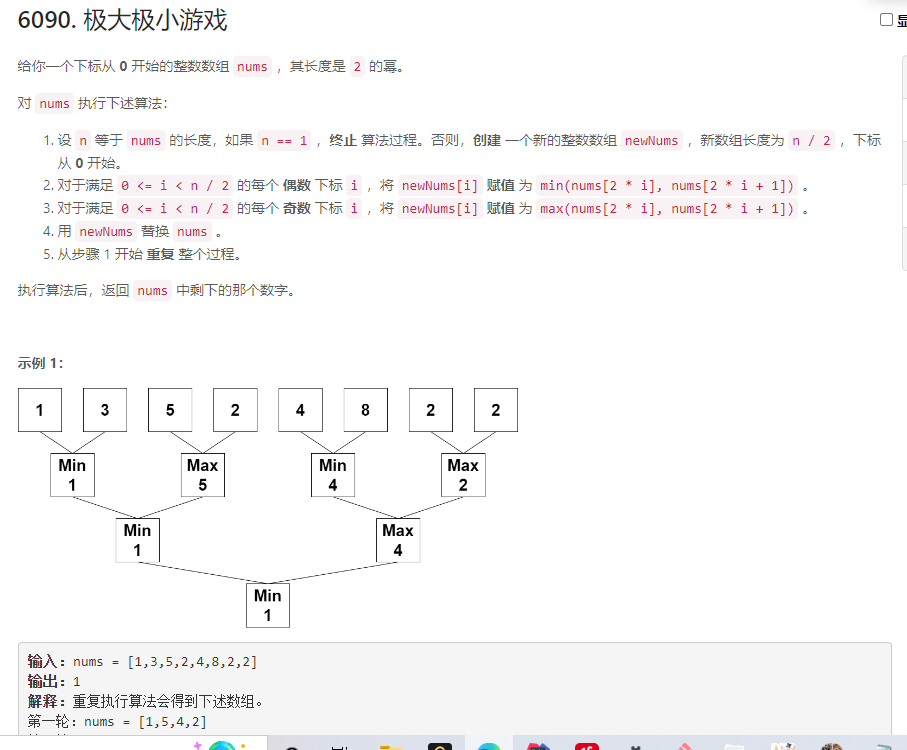 6090. 极大极小游戏
给你一个下标从 0 开始的整数数组 nums ，其长度是 2 的幂。
对 nums 执行下述算法：
1. 设 n 等于 nums 的长度，如果 n == 1 ，终止 算法过程。否则，创建 一个新的整数数组 newNums ，新数组长度为 n / 2 ，下标
从 0 开始。
2. 对于满足 0 <= i < n / 2 的每个 偶数 下标 i ，将 newNums[i] 赋值 为 min(nums[2 * i], nums[2 * i + 1]) 。
3. 对于满足 0 <= i < n / 2 的每个 奇数 下标 i ，将 newNums[i] 赋值 为 max(nums[2 * i], nums[2 * i + 1]) 。
4. 用 newNums 替换 nums 。
5. 从步骤 1 开始 重复 整个过程。
执行算法后，返回 nums 中剩下的那个数字。
示例 1：
1 3 5 2 4 8 2 2
Min Max Min Max
1 5 4 2
Min Max
1 4
Min
1
输入：nums = [1,3,5,2,4,8,2,2]
输出：1
解释：重复执行算法会得到下述数组。
第一轮：nums = [1,5,4,2]